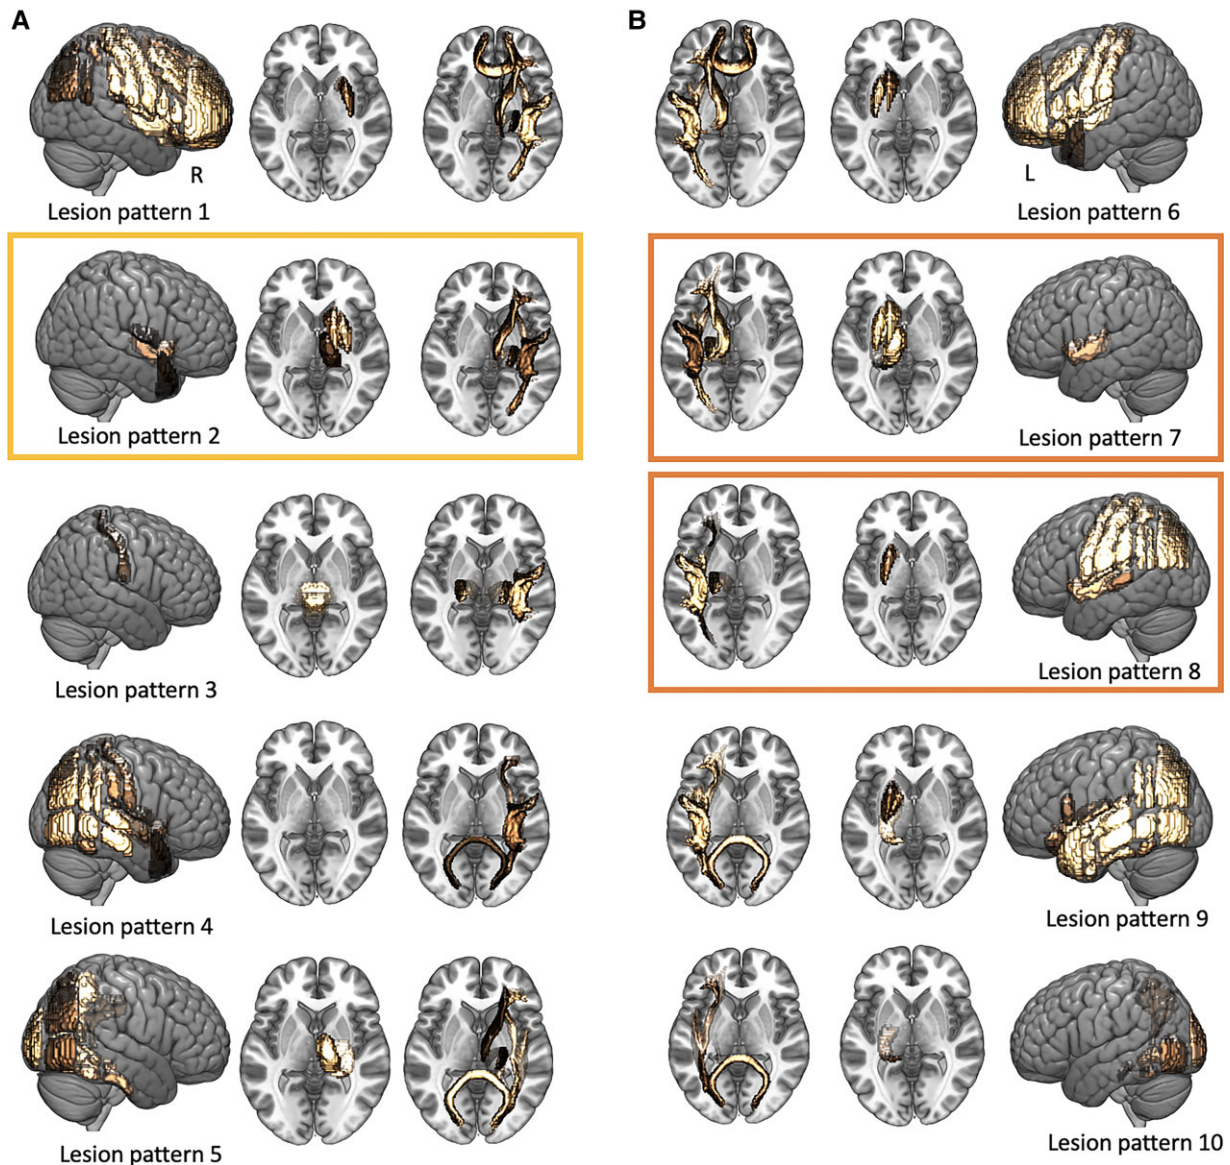 A
B
R
L
Lesion pattern 1
Lesion pattern 6
Lesion pattern 2
Lesion pattern 7
Lesion pattern 3
Lesion pattern 8
Lesion pattern 4
Lesion pattern 9
Lesion pattern 5
Lesion pattern 10